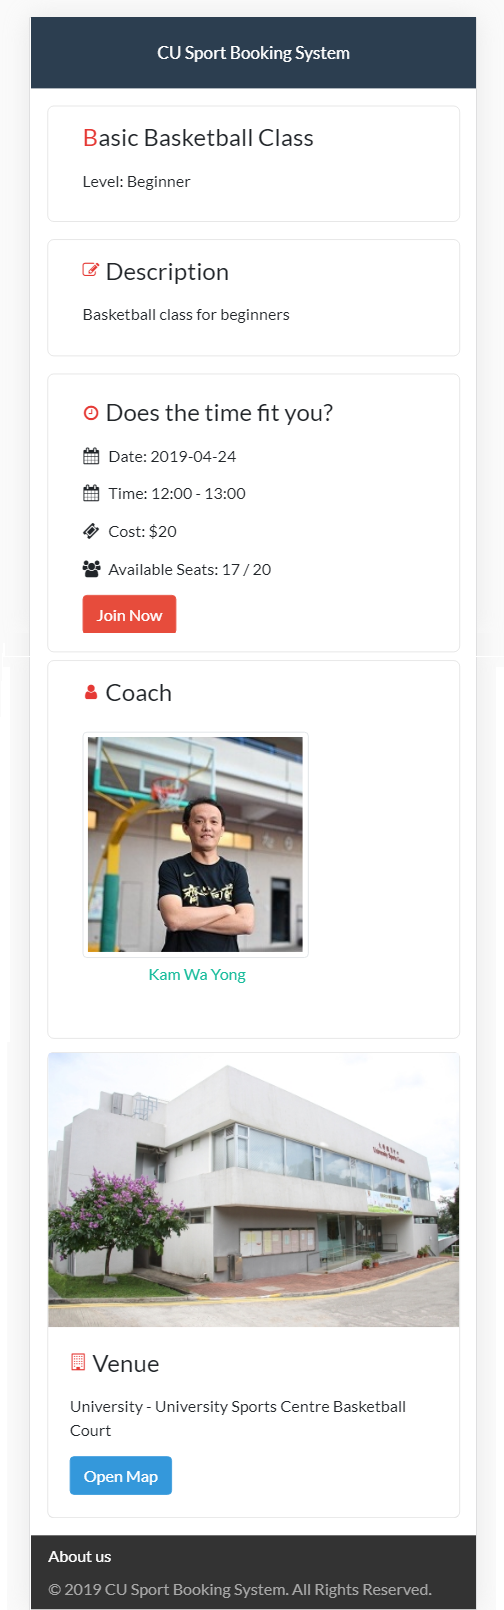 CU Sport Booking System
Basic Basketball Class
Level: Beginner
Description
Basketball class for beginners
Does the time fit you?
Date: 2019-04-24
Time: 12:00 - 13:00
Cost: $20
Available Seats: 17 / 20
Join Now
Coach
Kam Wa Yong
University Sports Centre
Venue
University - University Sports Centre Basketball
Court
Open Map
About us
© 2019 CU Sport Booking System. All Rights Reserved.